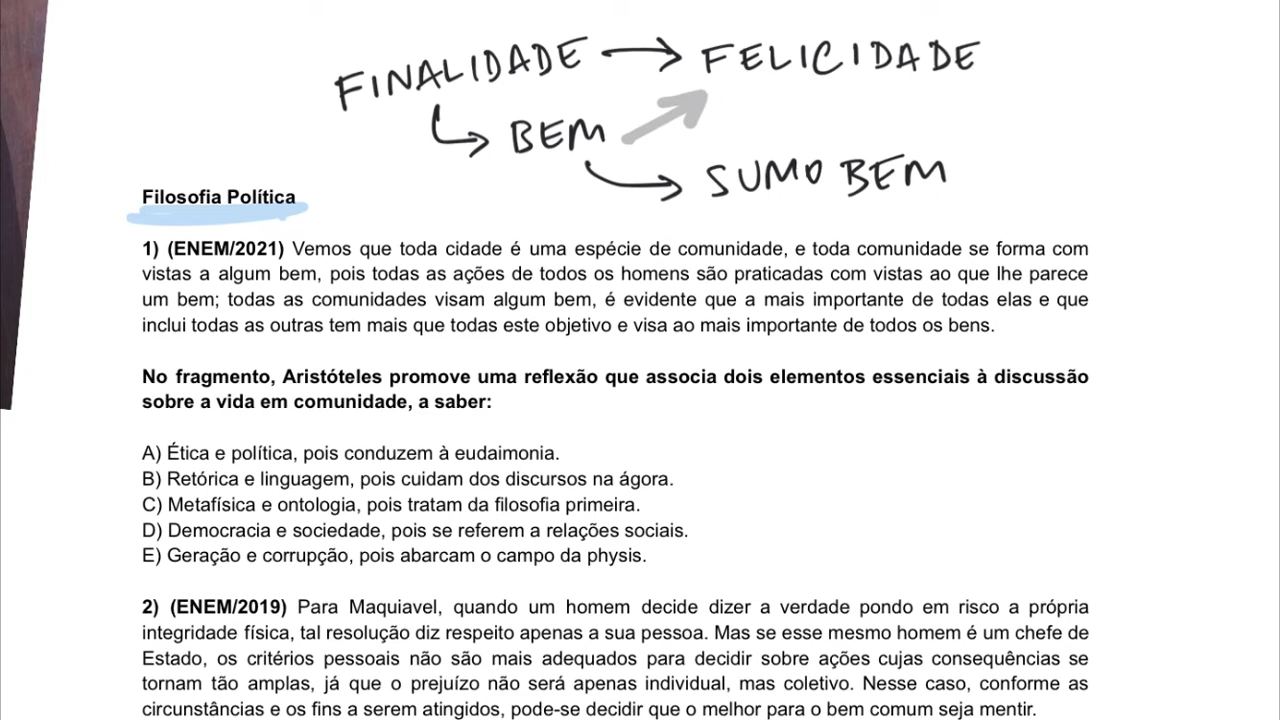 FINALIDADE → FELICIDADE
↳ BEM
→ SUMO BEM
Filosofia Política
1) (ENEM/2021) Vemos que toda cidade é uma espécie de comunidade, e toda comunidade se forma com
vistas a algum bem, pois todas as ações de todos os homens são praticadas com vistas ao que lhe parece
um bem; todas as comunidades visam algum bem, é evidente que a mais importante de todas elas e que
inclui todas as outras tem mais que todas este objetivo e visa ao mais importante de todos os bens.
No fragmento, Aristóteles promove uma reflexão que associa dois elementos essenciais à discussão
sobre a vida em comunidade, a saber:
A) Ética e política, pois conduzem à eudaimonia.
B) Retórica e linguagem, pois cuidam dos discursos na ágora.
C) Metafísica e ontologia, pois tratam da filosofia primeira.
D) Democracia e sociedade, pois se referem a relações sociais.
E) Geração e corrupção, pois abarcam o campo da physis.
2) (ENEM/2019) Para Maquiavel, quando um homem decide dizer a verdade pondo em risco a própria
integridade física, tal resolução diz respeito apenas a sua pessoa. Mas se esse mesmo homem é um chefe de
Estado, os critérios pessoais não são mais adequados para decidir sobre ações cujas consequências se
tornam tão amplas, já que o prejuízo não será apenas individual, mas coletivo. Nesse caso, conforme as
circunstâncias e os fins a serem atingidos, pode-se decidir que o melhor para o bem comum seja mentir.